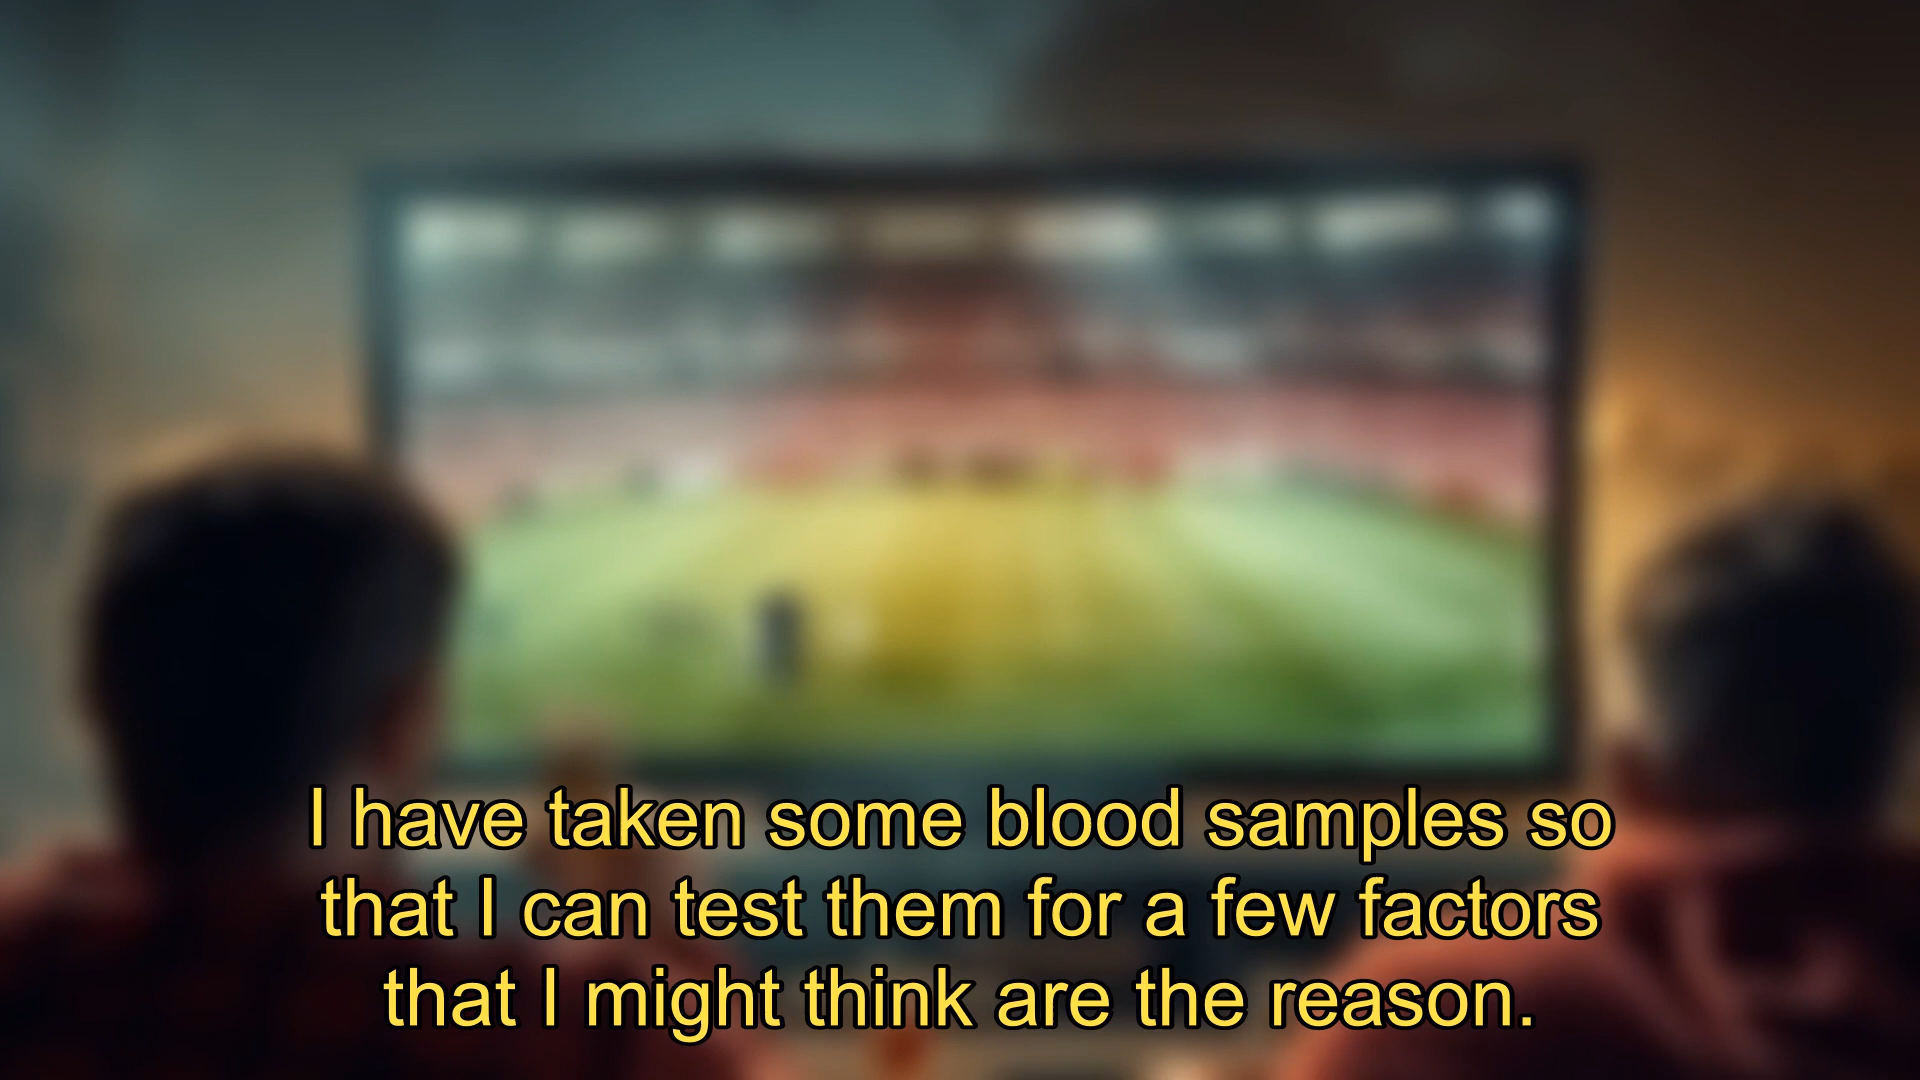 I have taken some blood samples so
that I can test them for a few factors
that I might think are the reason.